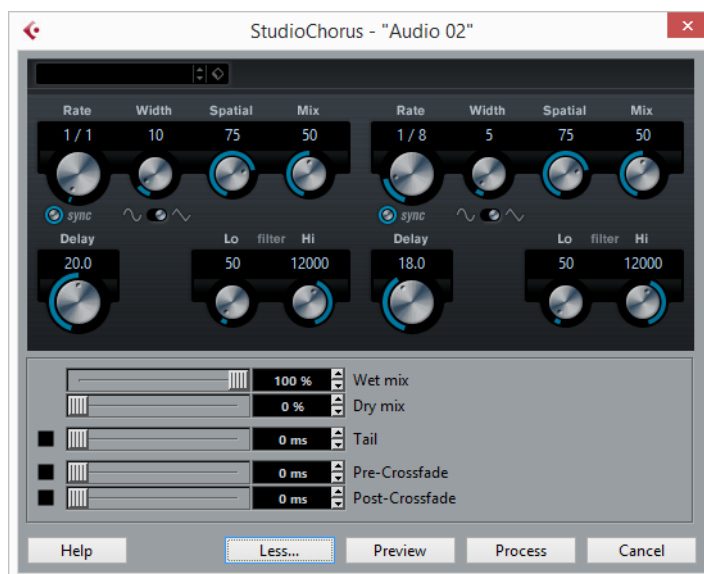 StudioChorus - "Audio 02"
Rate Width Spatial Mix Rate Width Spatial Mix
1 / 1 10 75 50 1 / 8 5 75 50
sync sync
Delay Lo filter Hi Delay Lo filter Hi
20.0 50 12000 18.0 50 12000
100 % Wet mix
0 % Dry mix
0 ms Tail
0 ms Pre-Crossfade
0 ms Post-Crossfade
Help Less... Preview Process Cancel